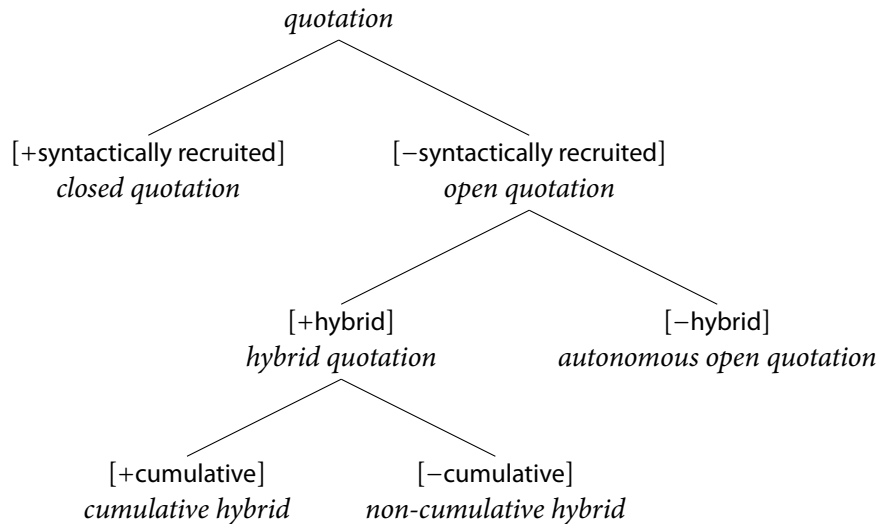 quotation
[+syntactically recruited] [−syntactically recruited]
closed quotation open quotation
[+hybrid] [−hybrid]
hybrid quotation autonomous open quotation
[+cumulative] [−cumulative]
cumulative hybrid non-cumulative hybrid